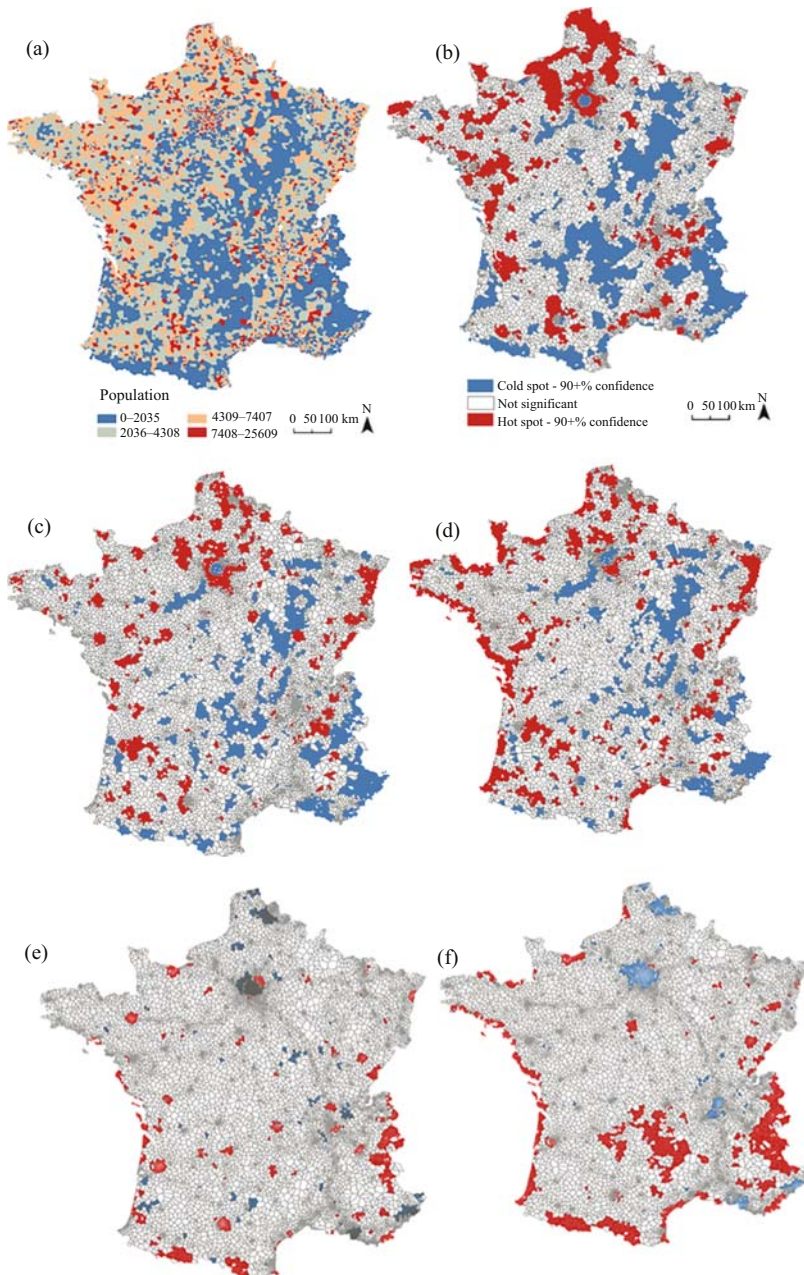 (a)
(b)
Population
0–2035
4309–7407
2036–4308
7408–25609
0 50 100 km
N
Cold spot - 90+% confidence
Not significant
Hot spot - 90+% confidence
0 50 100 km
N
(c)
(d)
(e)
(f)